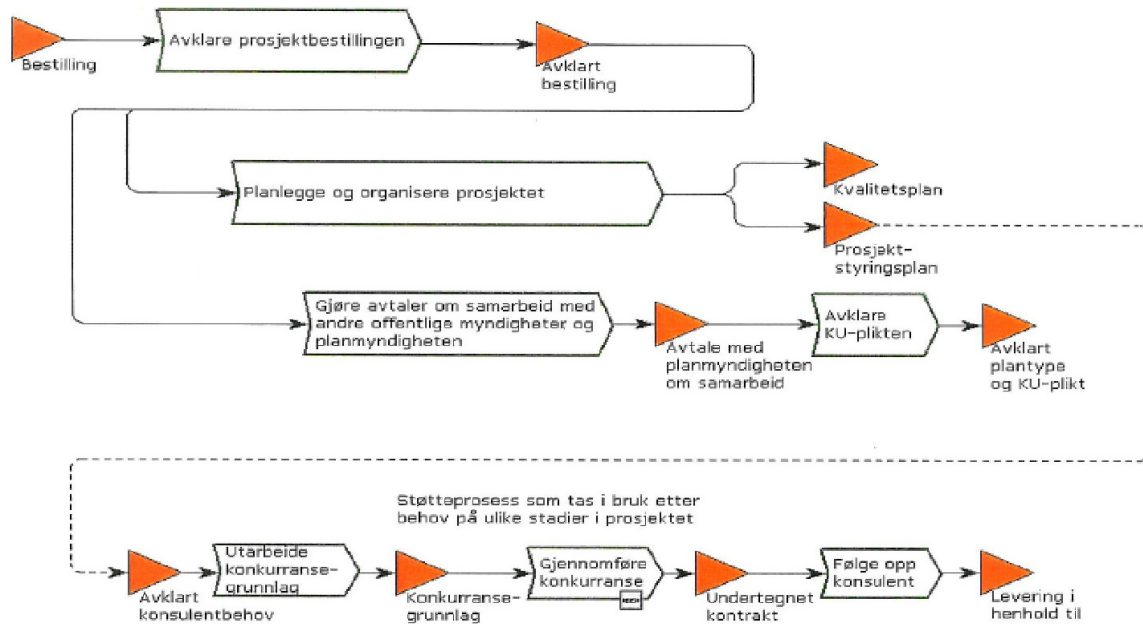 Avklare prosjektbestillingen
Bestilling
Avklart
bestilling
Planlegge og organisere prosjektet
Kvalitetsplan
Prosjekt-
styringsplan
Gjøre avtaler om samarbeid med
andre offentlige myndigheter og
planmyndigheten
Avtale med
planmyndigheten
om samarbeid
Avklare
KU-plikten
Avklart
plantype
og KU-plikt
Støtteprosess som tas i bruk etter
behov på ulike stadier i prosjektet
Avklart
konsulentbehov
Utarbeide
konkurranse-
grunnlag
Konkurranse-
grunnlag
Gjennomføre
konkurranse
Undertegnet
kontrakt
Følge opp
konsulent
Levering i
henhold til